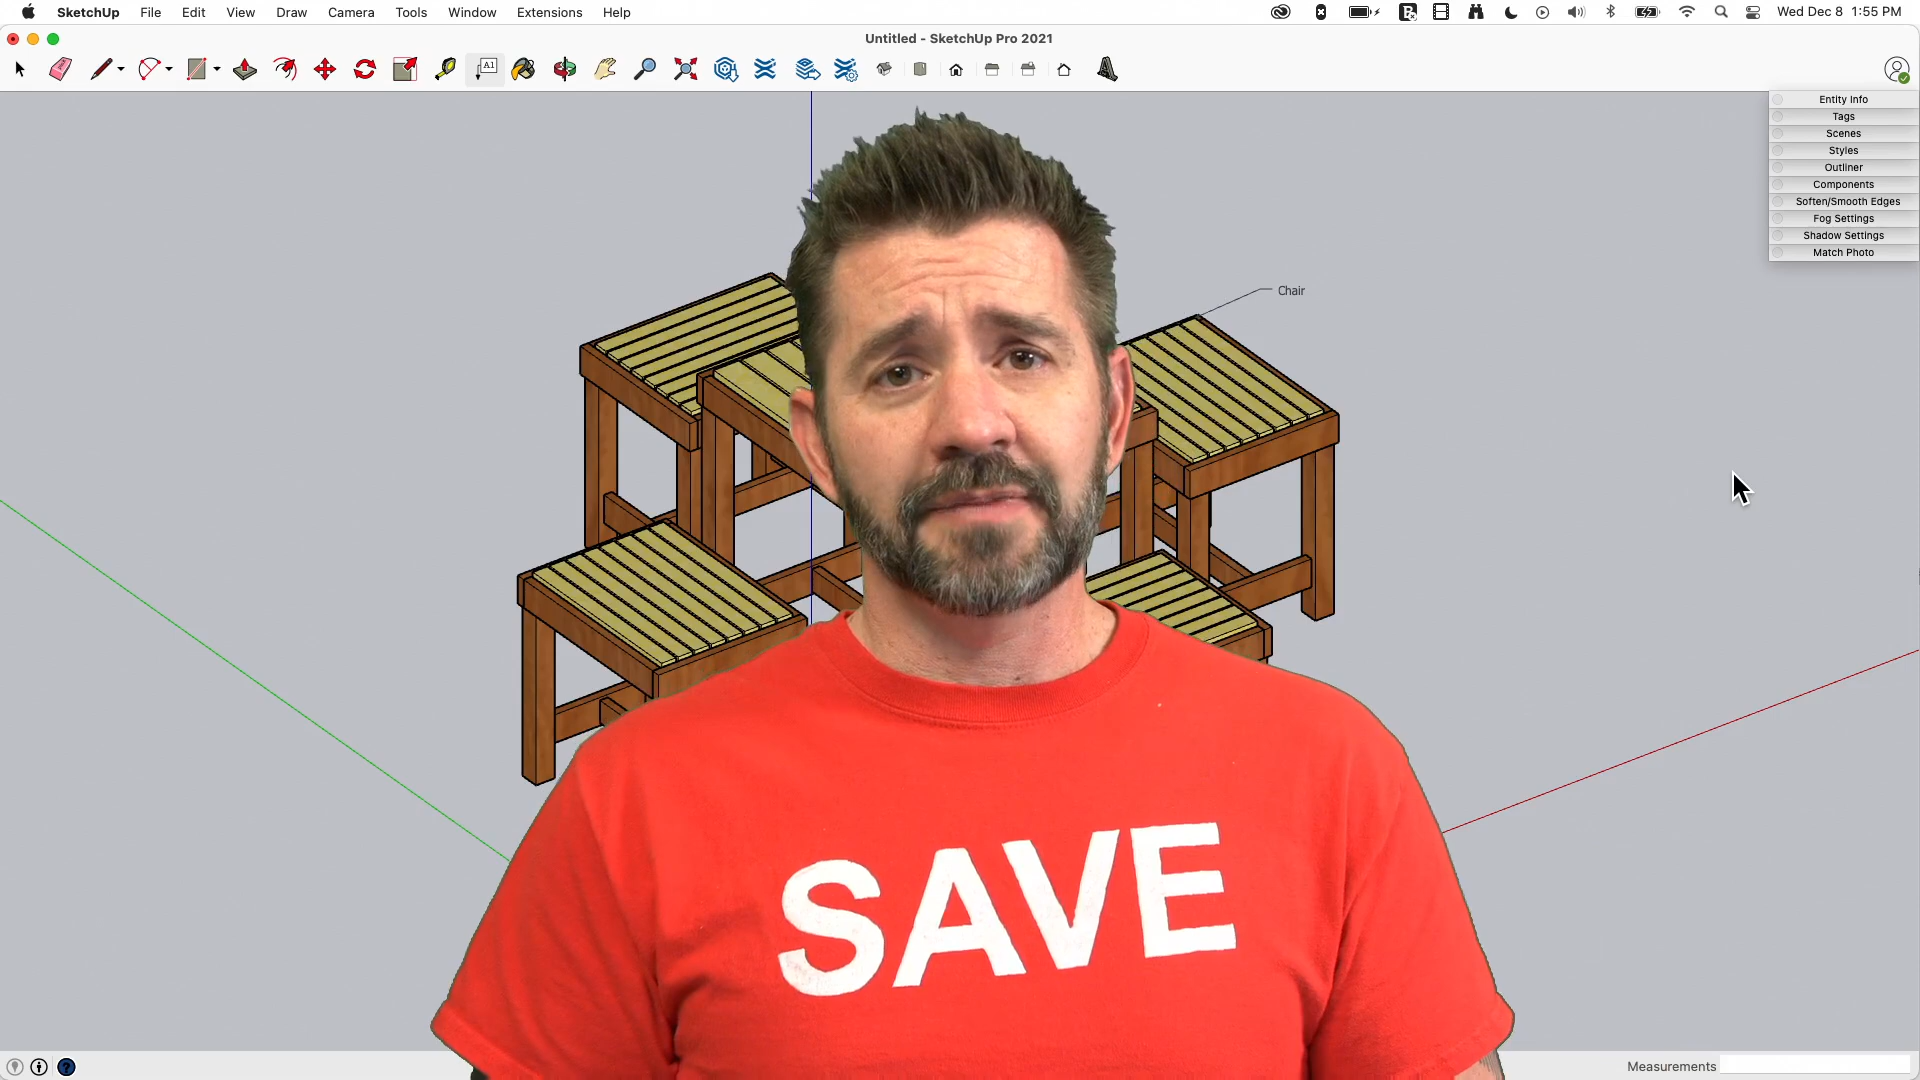 SketchUp File Edit View Draw Camera Tools Window Extensions Help Wed Dec 8 1:55 PM
Untitled - SketchUp Pro 2021
A1
Entity Info
Tags
Scenes
Styles
Outliner
Components
Soften/Smooth Edges
Fog Settings
Shadow Settings
Match Photo
Chair
SAVE
Measurements